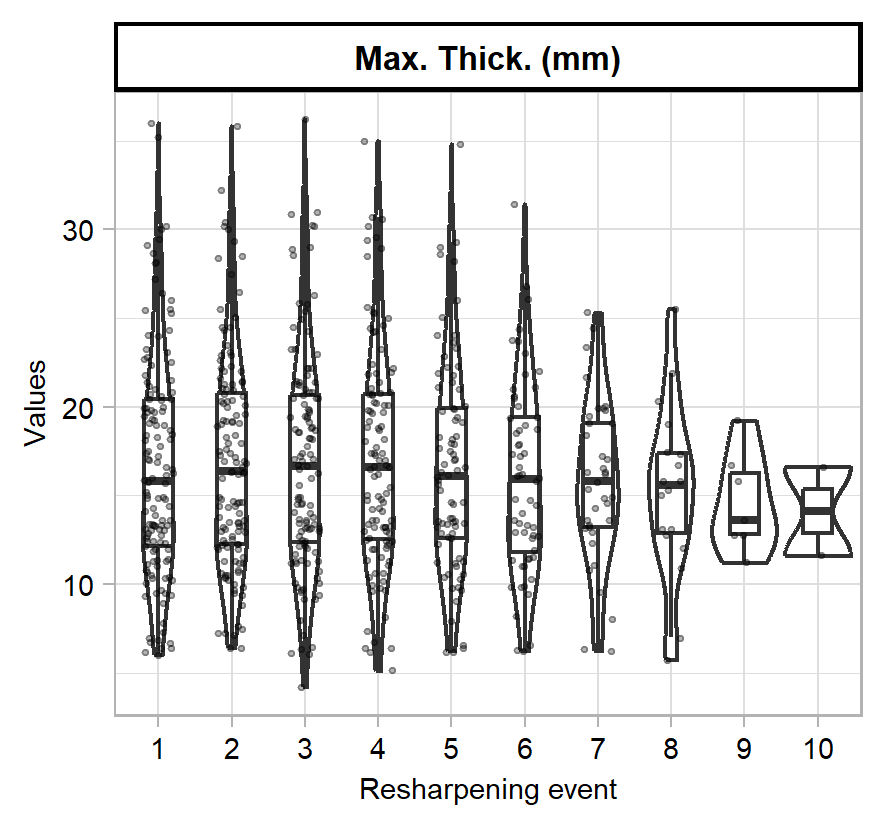 Max. Thick. (mm)
Values
30
20
10
1 2 3 4 5 6 7 8 9 10
Resharpening event